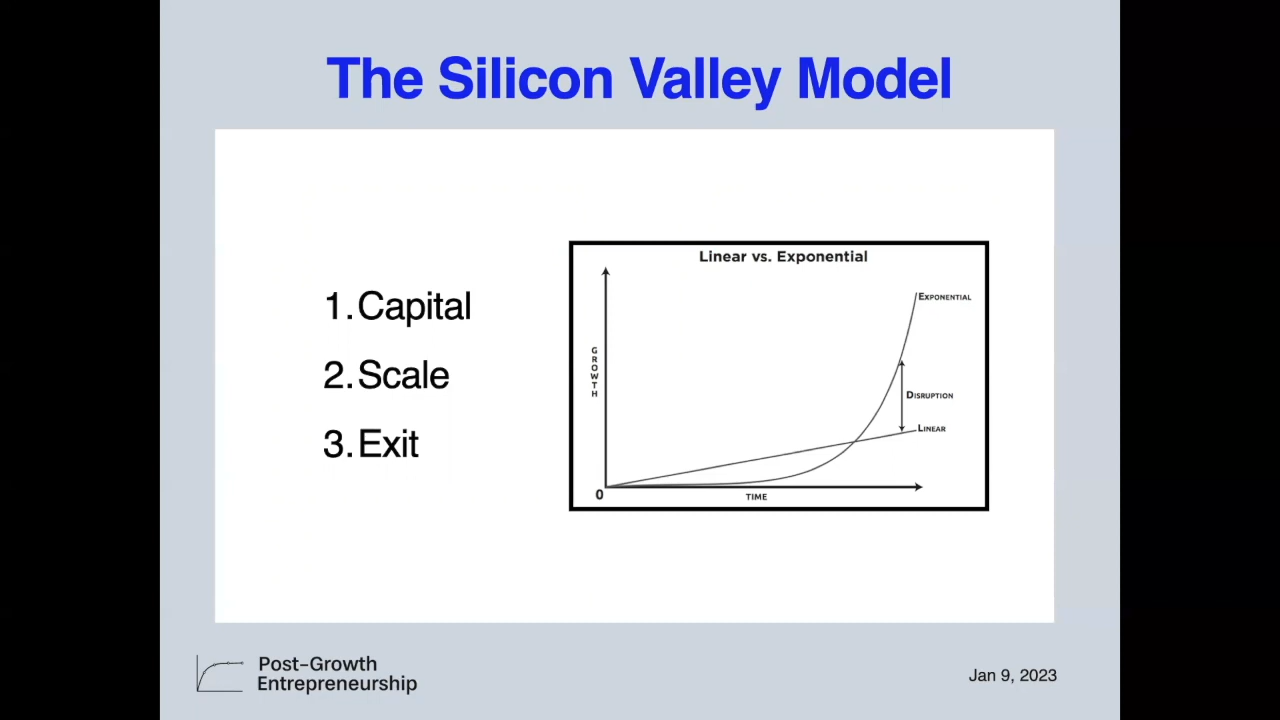 The Silicon Valley Model
1. Capital
2. Scale
3. Exit
Linear vs. Exponential
GROWTH
EXPONENTIAL
DISRUPTION
LINEAR
0
TIME
Post-Growth
Entrepreneurship
Jan 9, 2023